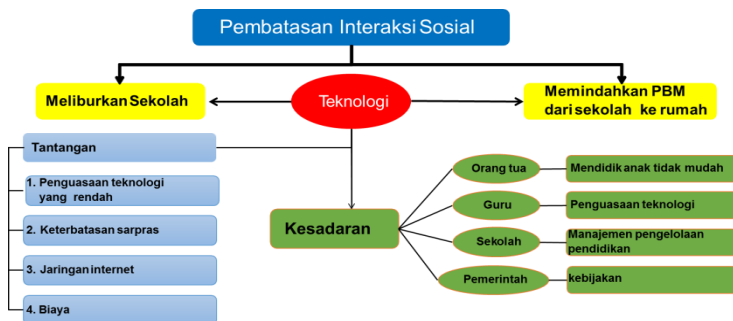 Pembatasan Interaksi Sosial
Meliburkan Sekolah
Teknologi
Memindahkan PBM
dari sekolah ke rumah
Tantangan
1. Penguasaan teknologi
yang rendah
2. Keterbatasan sarpras
3. Jaringan internet
4. Biaya
Kesadaran
Orang tua
Mendidik anak tidak mudah
Guru
Penguasaan teknologi
Sekolah
Manajemen pengelolaan
pendidikan
Pemerintah
kebijakan